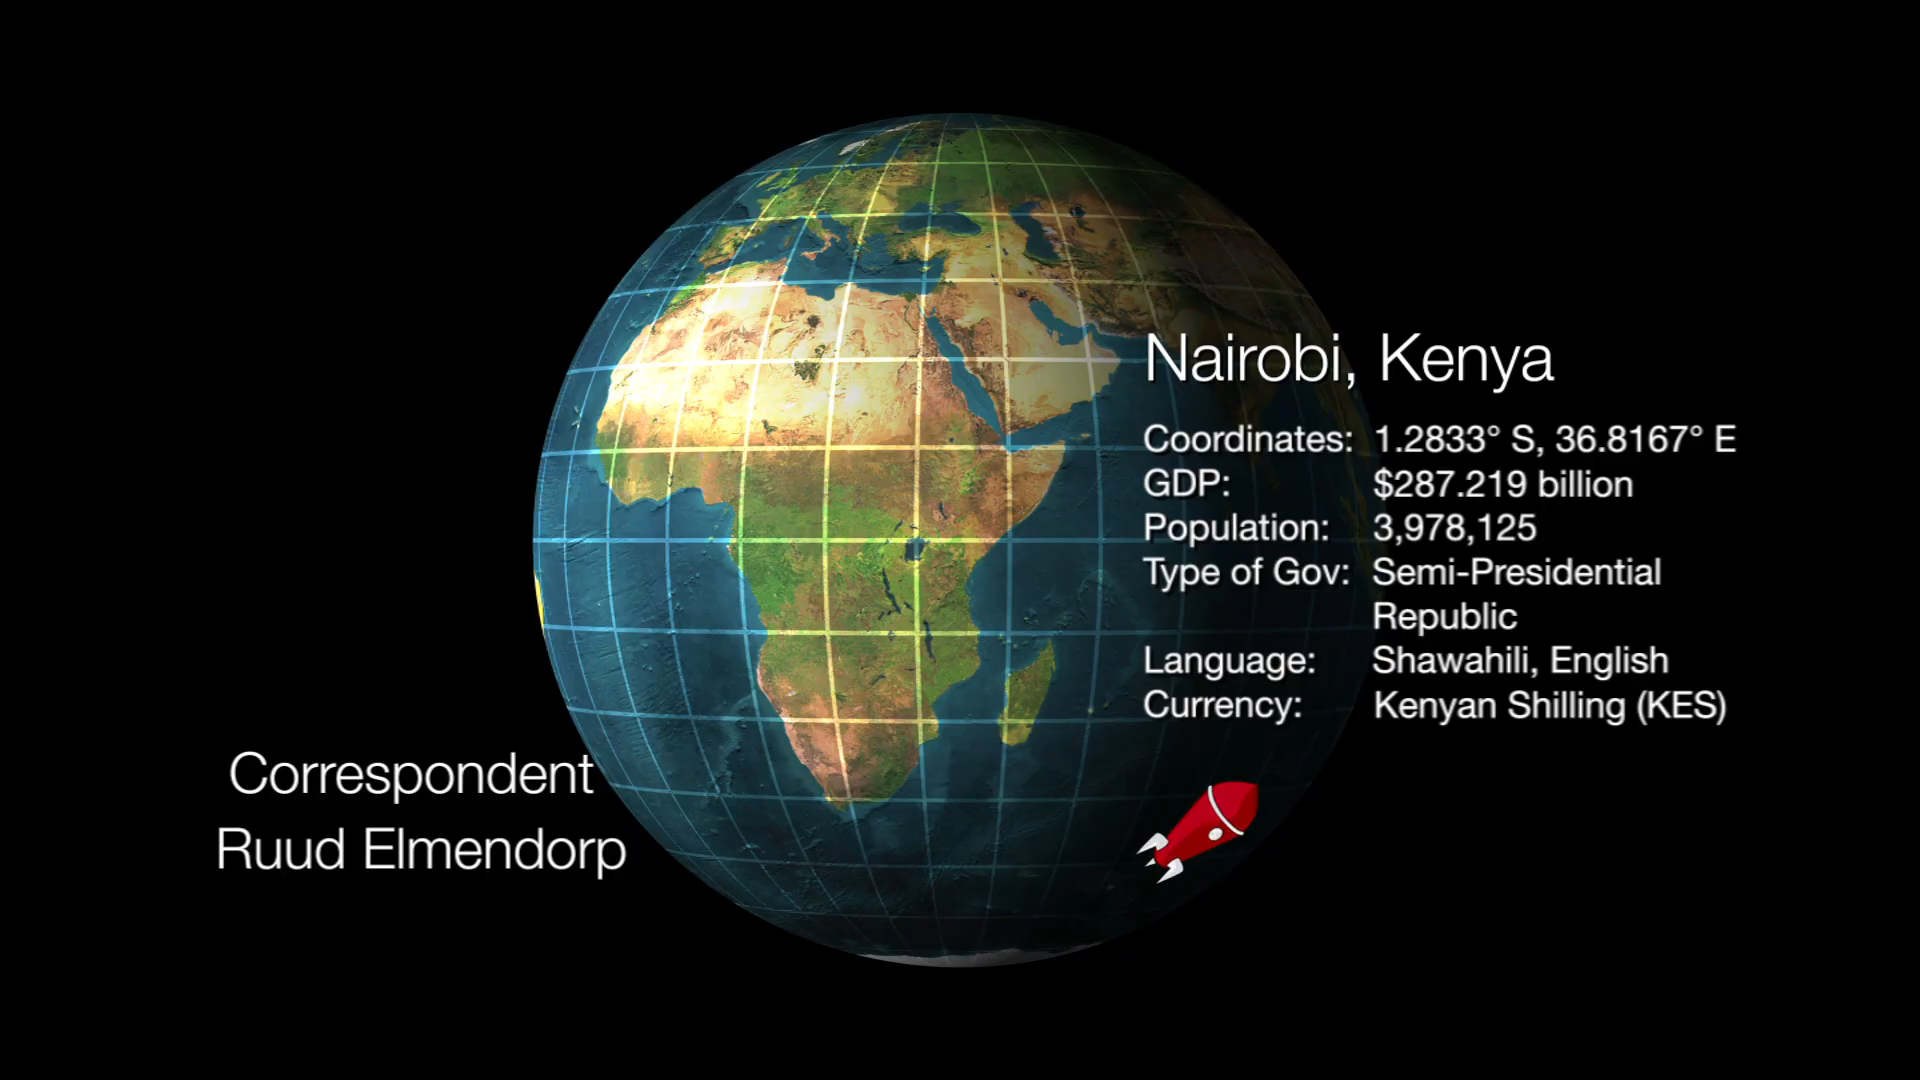 Nairobi, Kenya
Coordinates: 1.2833° S, 36.8167° E
GDP: $287.219 billion
Population: 3,978,125
Type of Gov: Semi-Presidential
Republic
Language: Shawahili, English
Currency: Kenyan Shilling (KES)
Correspondent
Ruud Elmendorp